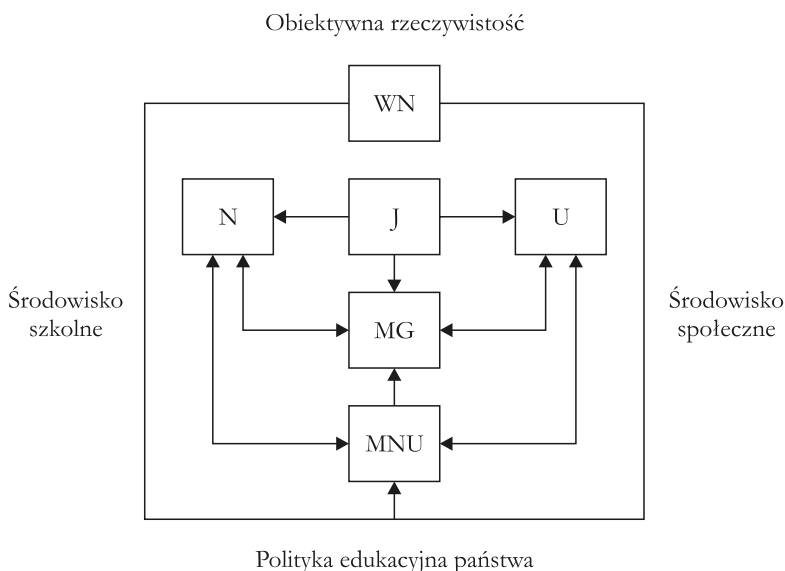 Obiektywna rzeczywistość
WN
N
J
U
Środowisko
szkolne
Środowisko
społeczne
MG
MNU
Polityka edukacyjna państwa